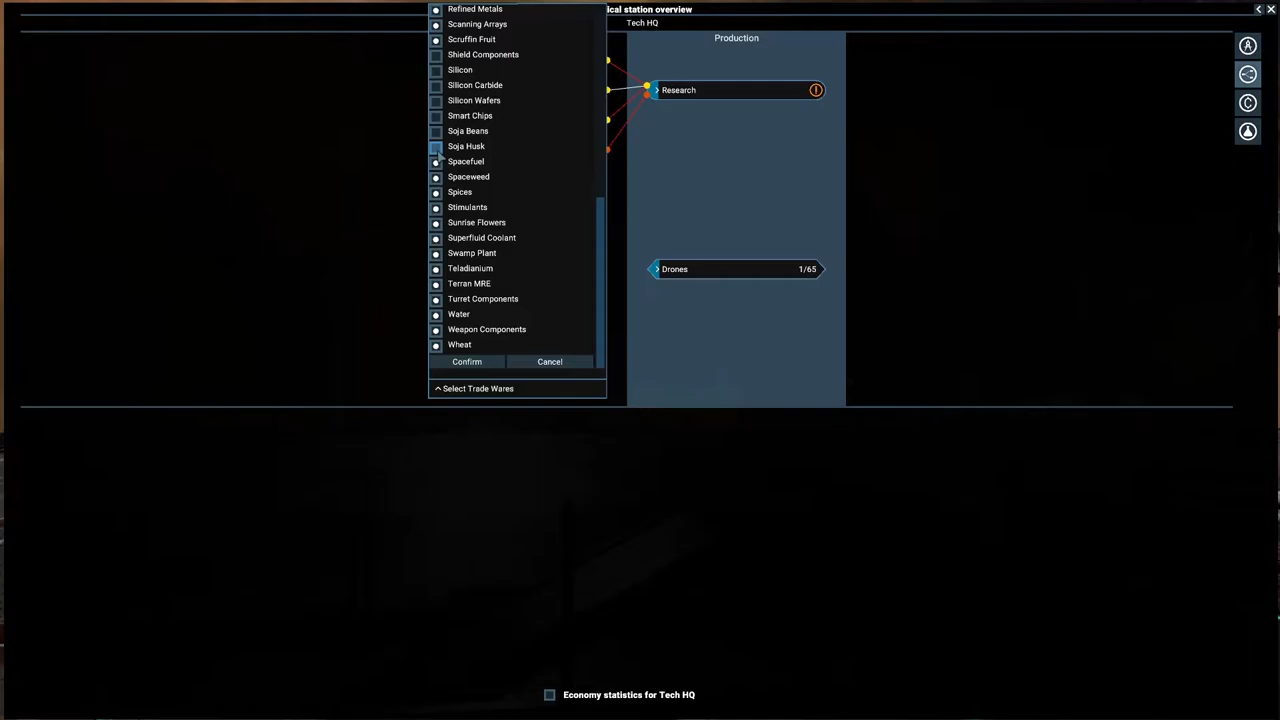 ical station overview
Tech HQ
Refined Metals
Scanning Arrays
Scruffin Fruit
Shield Components
Silicon
Silicon Carbide
Silicon Wafers
Smart Chips
Soja Beans
Soja Husk
Spacefuel
Spaceweed
Spices
Stimulants
Sunrise Flowers
Superfluid Coolant
Swamp Plant
Teladianium
Terran MRE
Turret Components
Water
Weapon Components
Wheat
Confirm Cancel
Select Trade Wares
Production
Research
Drones 1/65
Economy statistics for Tech HQ